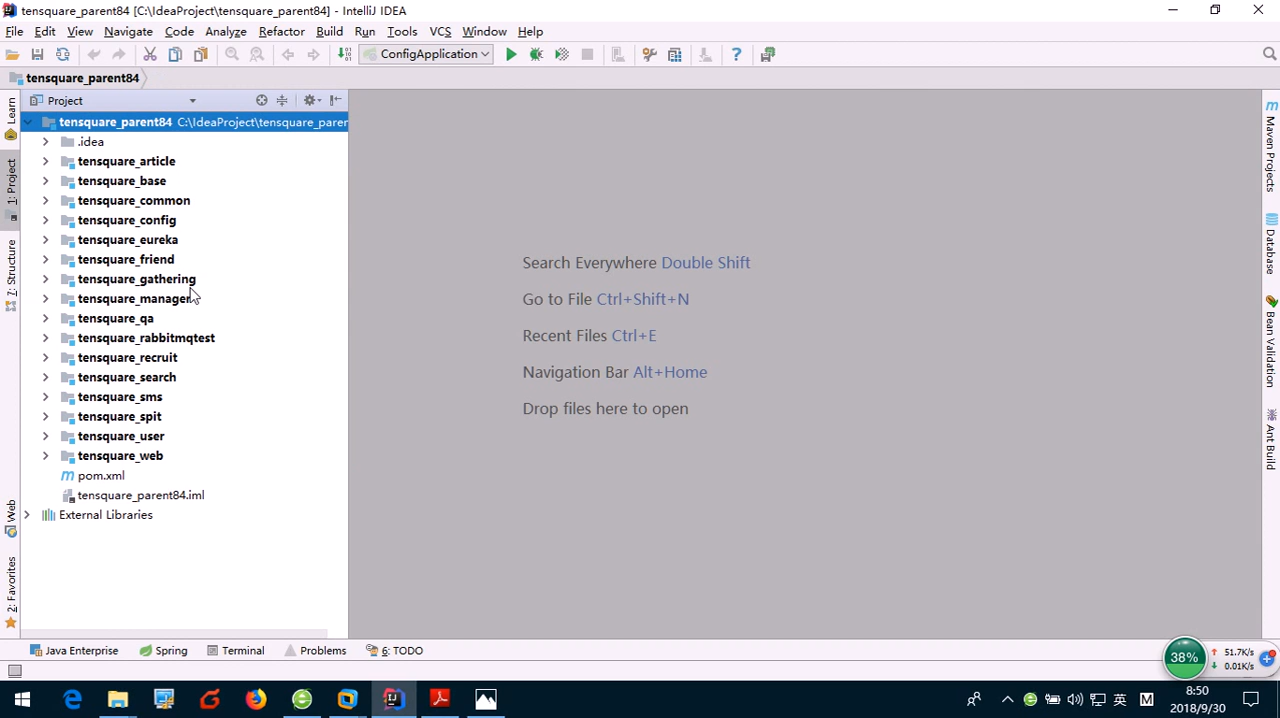 tensquare_parent84 [C:\IdeaProject\tensquare_parent84] - IntelliJ IDEA
File Edit View Navigate Code Analyze Refactor Build Run Tools VCS Window Help
ConfigApplication
tensquare_parent84
Project
tensquare_parent84 C:\IdeaProject\tensquare_parer
.idea
tensquare_article
tensquare_base
tensquare_common
tensquare_config
tensquare_eureka
tensquare_friend
tensquare_gathering
tensquare_manager
tensquare_qa
tensquare_rabbitmqtest
tensquare_recruit
tensquare_search
tensquare_sms
tensquare_spit
tensquare_user
tensquare_web
pom.xml
tensquare_parent84.iml
External Libraries
Learn
1: Project
7: Structure
Web
2: Favorites
Search Everywhere Double Shift
Go to File Ctrl+Shift+N
Recent Files Ctrl+E
Navigation Bar Alt+Home
Drop files here to open
Maven Projects
Database
Bean Validation
Ant Build
Java Enterprise Spring Terminal Problems 6: TODO
38%
51.7K/s
0.01K/s
英
M
8:50
2018/9/30